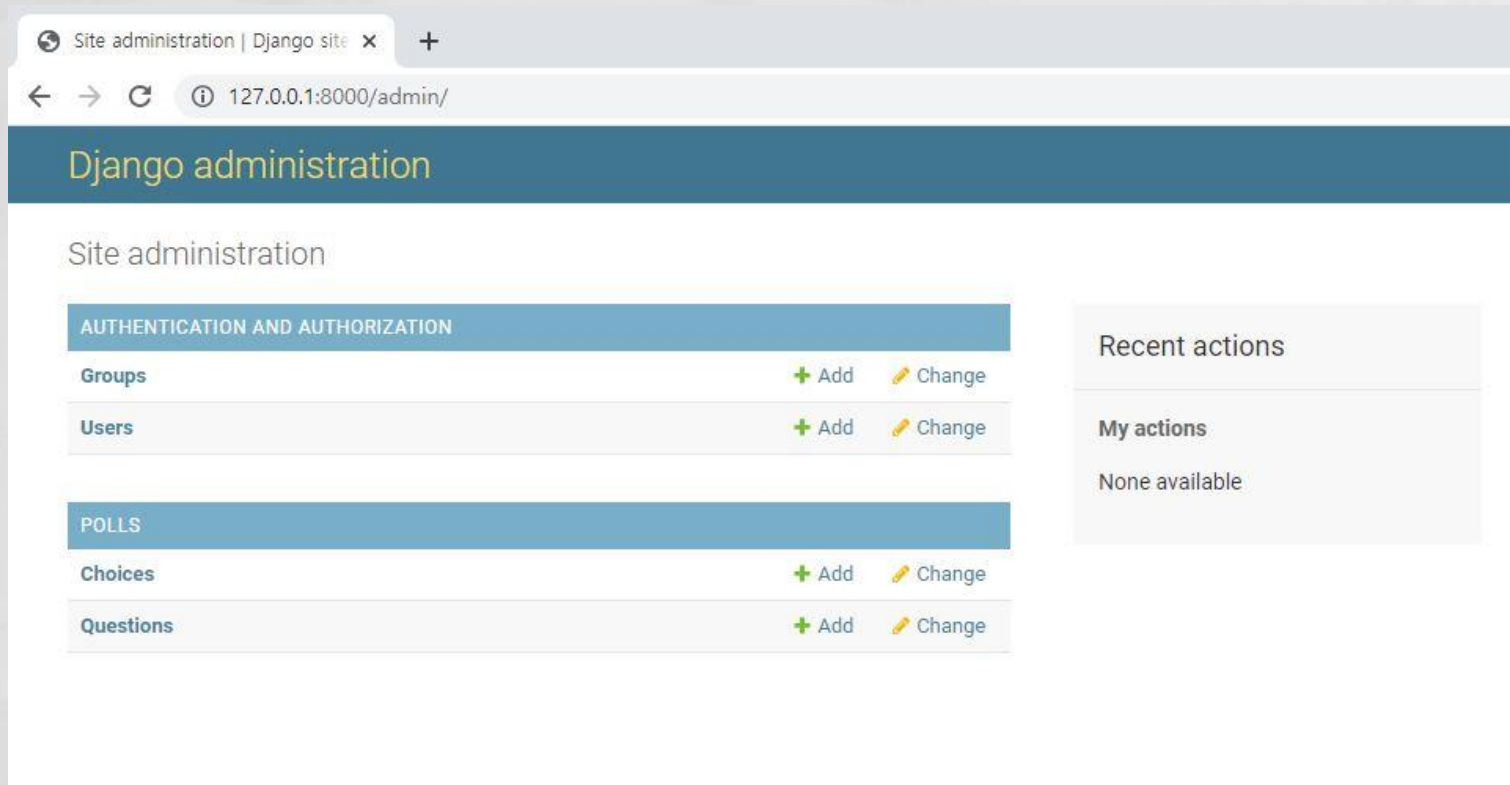 Site administration | Django site
127.0.0.1:8000/admin/
Django administration
Site administration
AUTHENTICATION AND AUTHORIZATION
Groups Add Change
Users Add Change
POLLS
Choices Add Change
Questions Add Change
Recent actions
My actions
None available